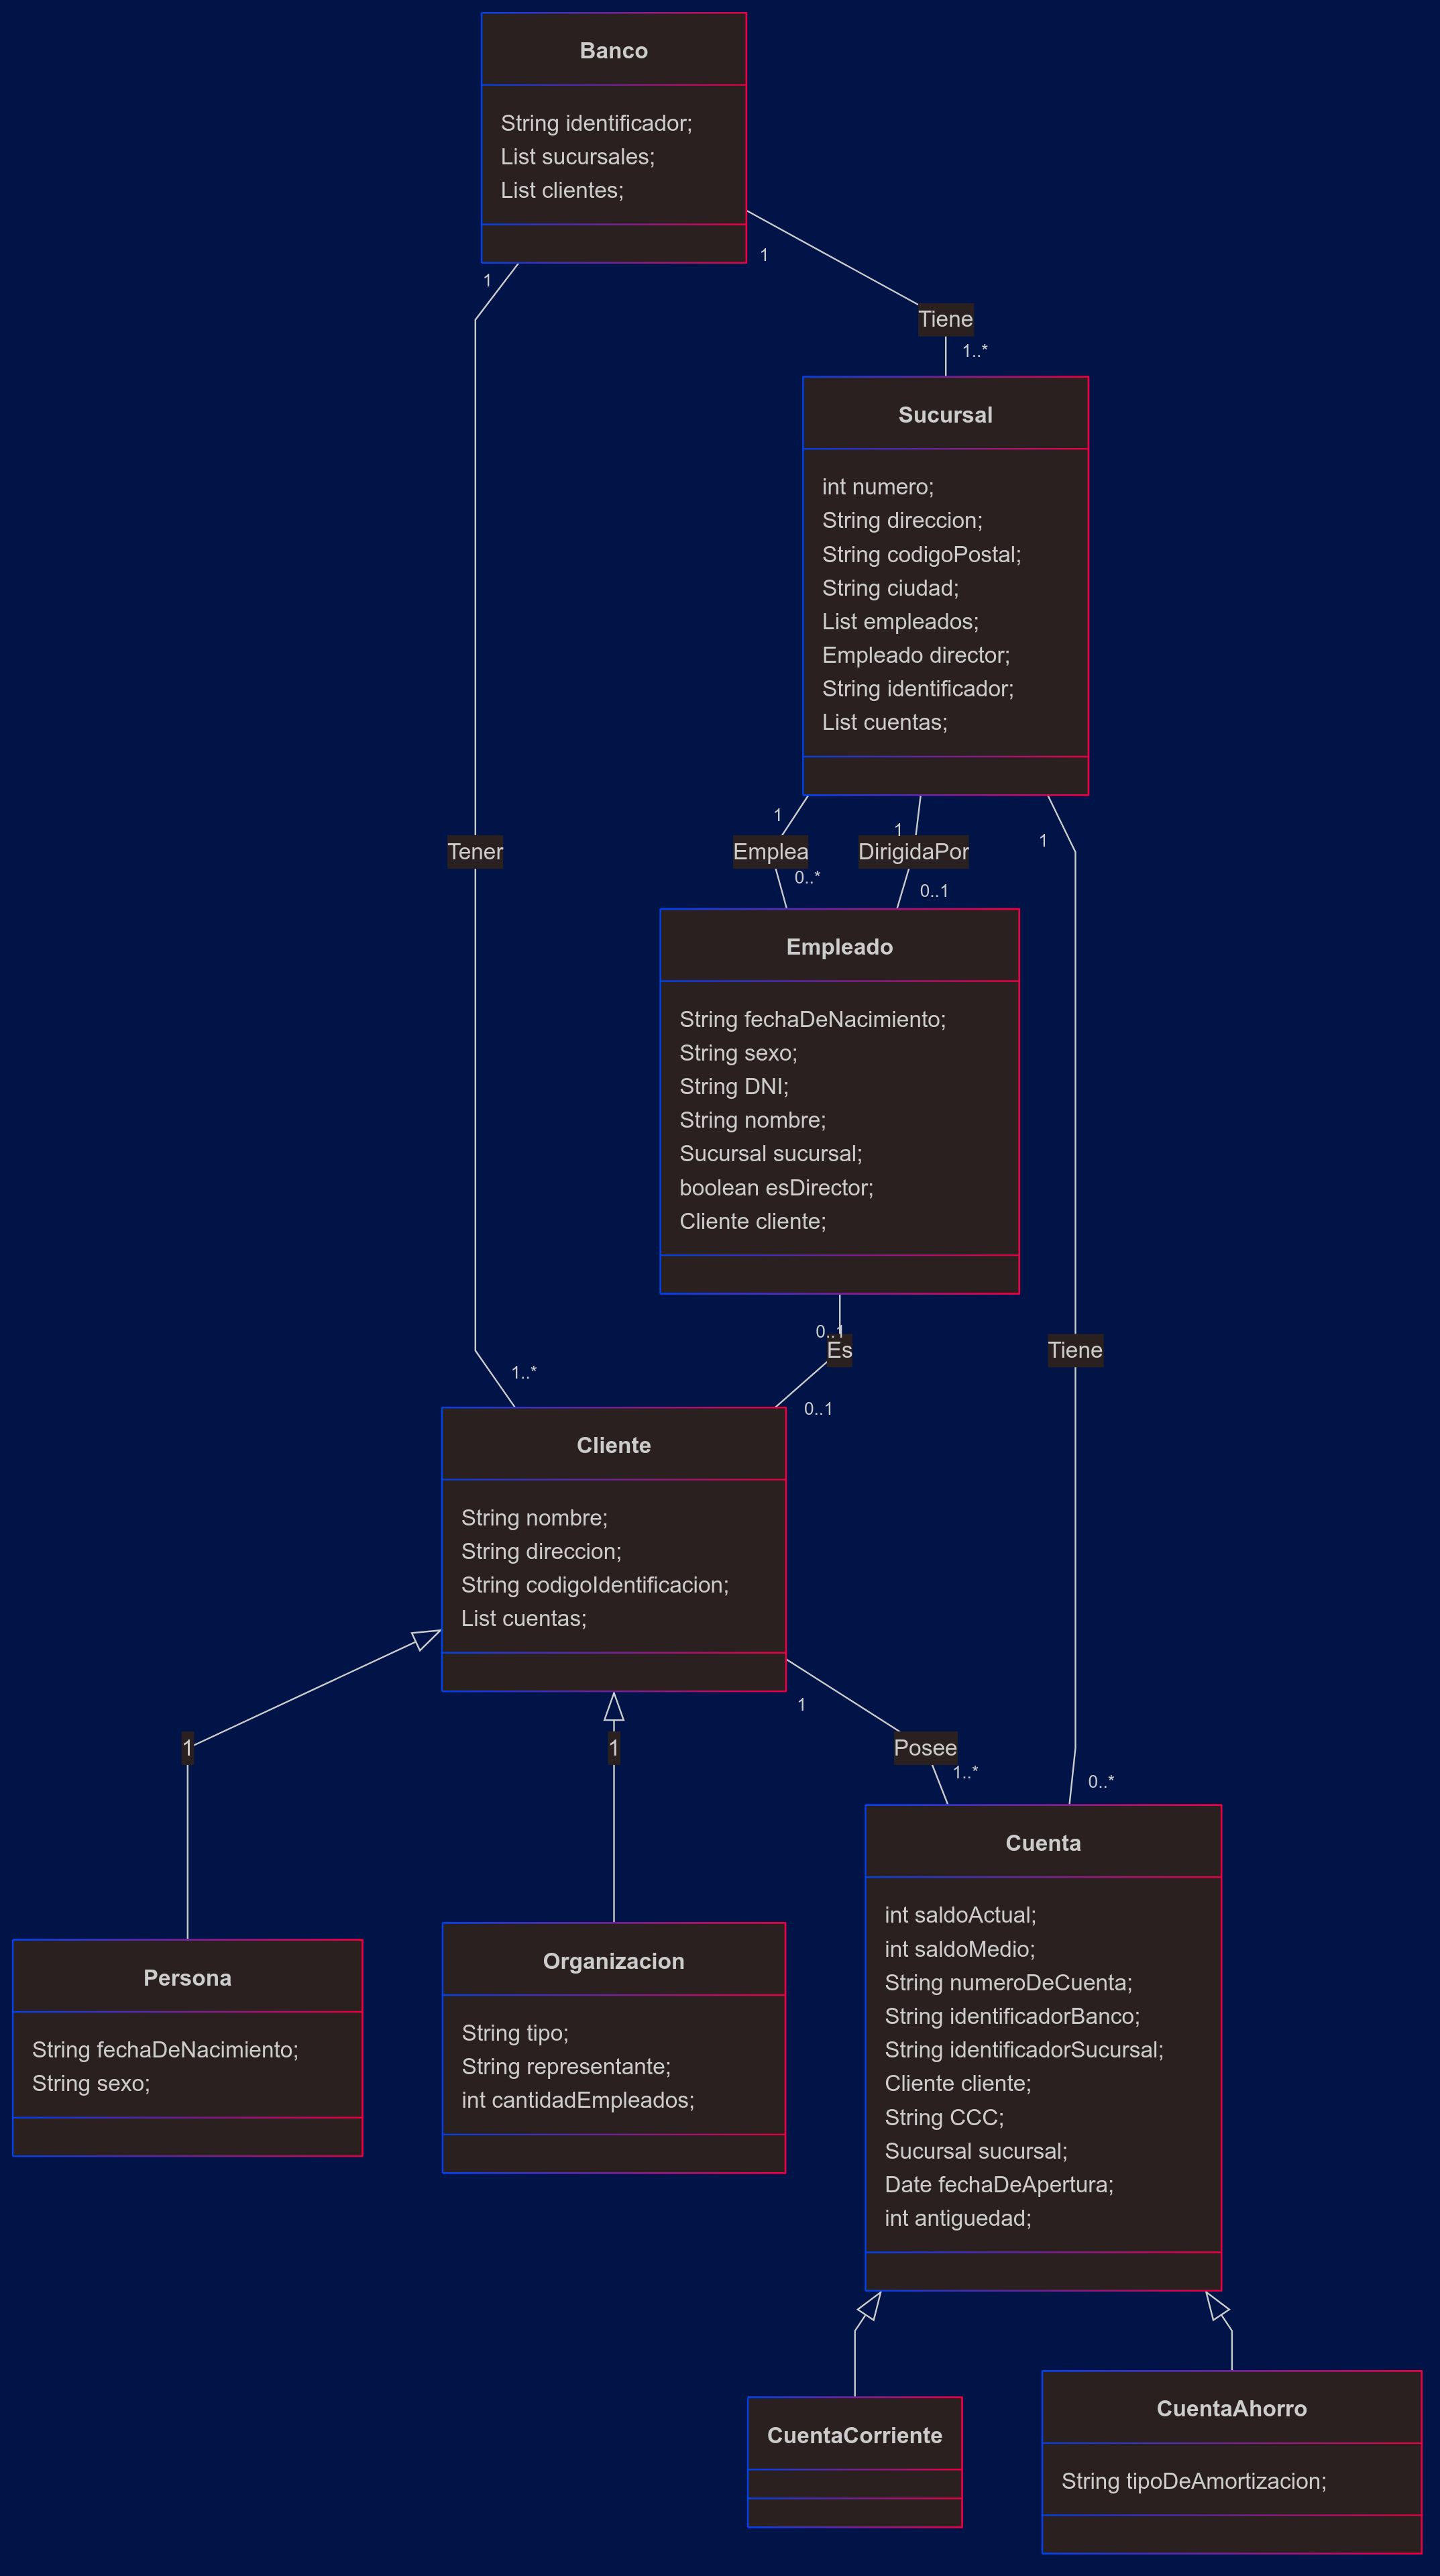 Banco
String identificador;
List sucursales;
List clientes;
1
1
Tiene
1..*
Sucursal
int numero;
String direccion;
String codigoPostal;
String ciudad;
List empleados;
Empleado director;
String identificador;
List cuentas;
1
1
1
Tener
Emplea
DirigidaPor
0..*
0..1
Empleado
String fechaDeNacimiento;
String sexo;
String DNI;
String nombre;
Sucursal sucursal;
boolean esDirector;
Cliente cliente;
0..1
Es
Tiene
1..*
0..1
Cliente
String nombre;
String direccion;
String codigoIdentificacion;
List cuentas;
1
1
1
Posee
1..*
0..*
Cuenta
int saldoActual;
int saldoMedio;
String numeroDeCuenta;
String identificadorBanco;
String identificadorSucursal;
Cliente cliente;
String CCC;
Sucursal sucursal;
Date fechaDeApertura;
int antiguedad;
Persona
String fechaDeNacimiento;
String sexo;
Organizacion
String tipo;
String representante;
int cantidadEmpleados;
CuentaCorriente
CuentaAhorro
String tipoDeAmortizacion;